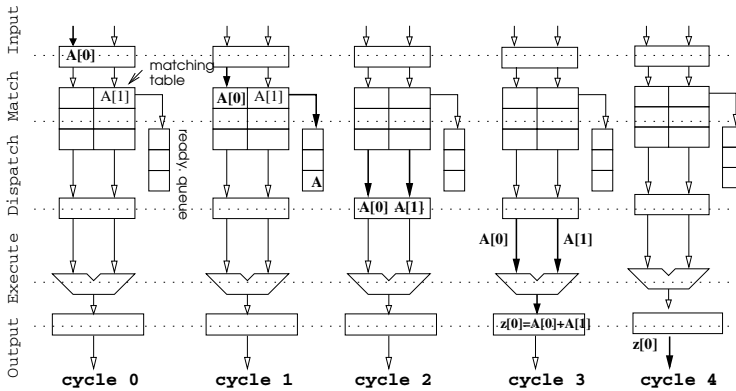 Input
Match
Dispatch
Execute
Output
A[0]
matching
table
A[1]
ready. queue
cycle 0
A[0]
A[1]
A
cycle 1
A[0] A[1}
cycle 2
A[0]
A[1]
z[0]=A[0]+A[1]
cycle 3
z[0]
cycle 4